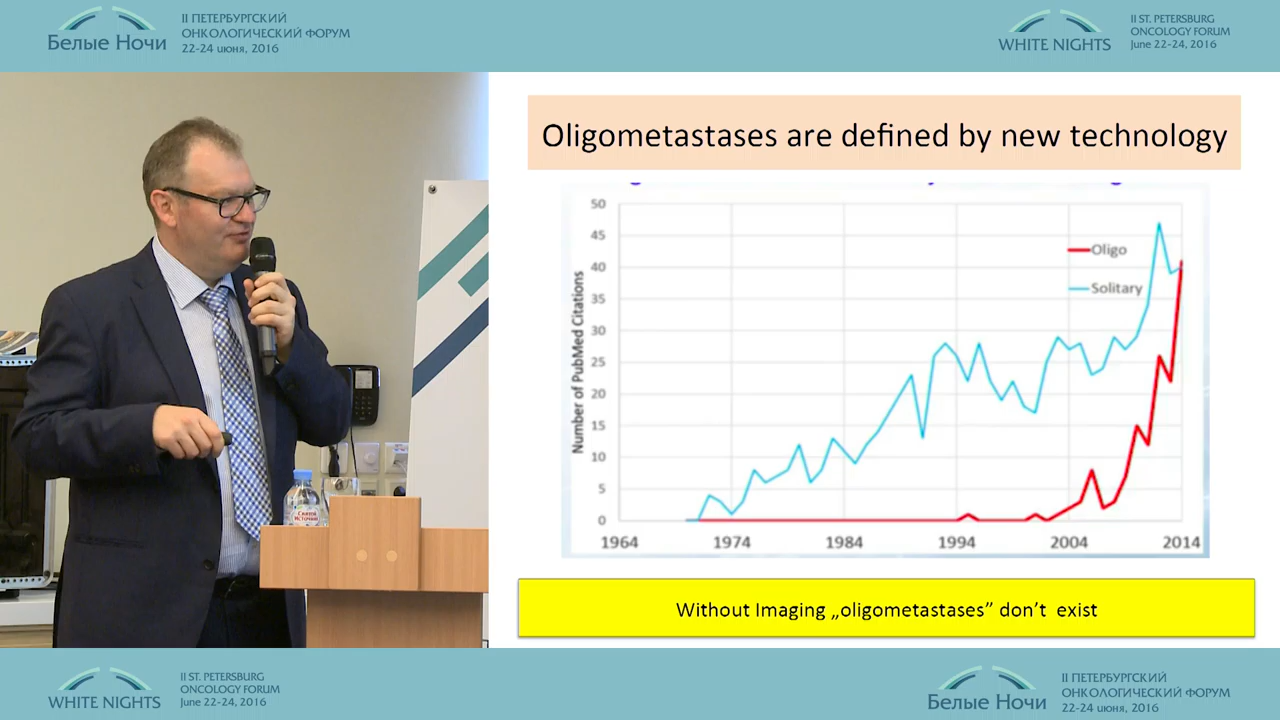 Белые Ночи
II ПЕТЕРБУРГСКИЙ
ОНКОЛОГИЧЕСКИЙ ФОРУМ
22-24 июня, 2016
WHITE NIGHTS
II ST. PETERSBURG
ONCOLOGY FORUM
June 22-24, 2016
Oligometastases are defined by new technology
Number of PubMed Citations
50
45
40
35
30
25
20
15
10
5
0
Oligo
Solitary
1964 1974 1984 1994 2004 2014
Without Imaging „oligometastases” don’t exist
Святой
Источник
WHITE NIGHTS
II ST. PETERSBURG
ONCOLOGY FORUM
June 22-24, 2016
Белые Ночи
II ПЕТЕРБУРГСКИЙ
ОНКОЛОГИЧЕСКИЙ ФОРУМ
22-24 июня, 2016